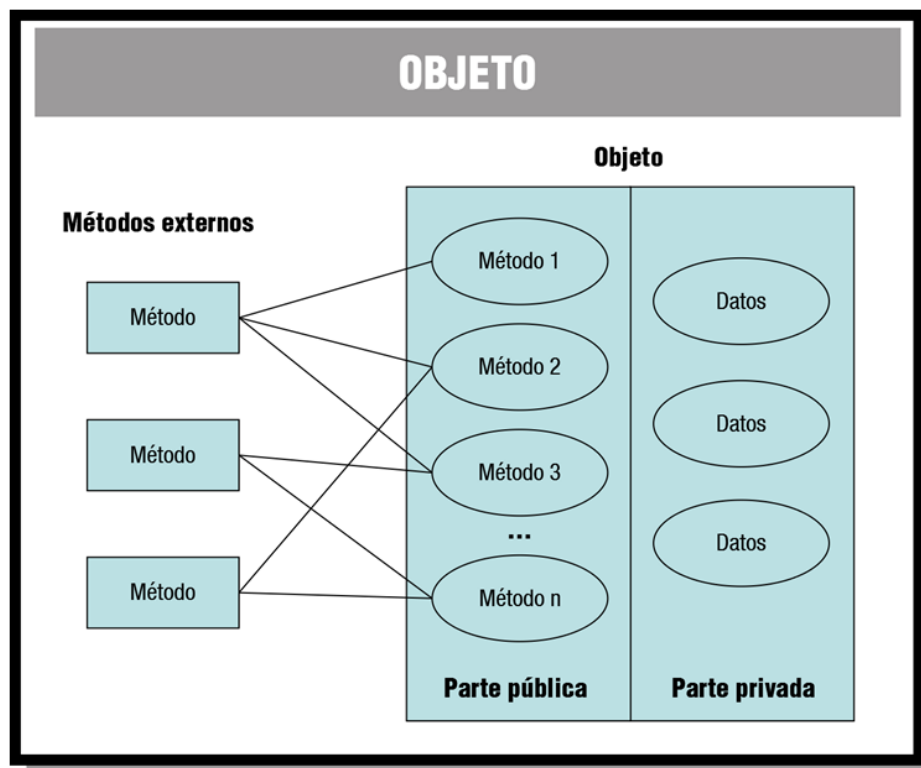 OBJETO
Objeto
Métodos externos
Método
Método
Método
Método 1
Método 2
Método 3
...
Método n
Parte pública
Datos
Datos
Datos
Parte privada